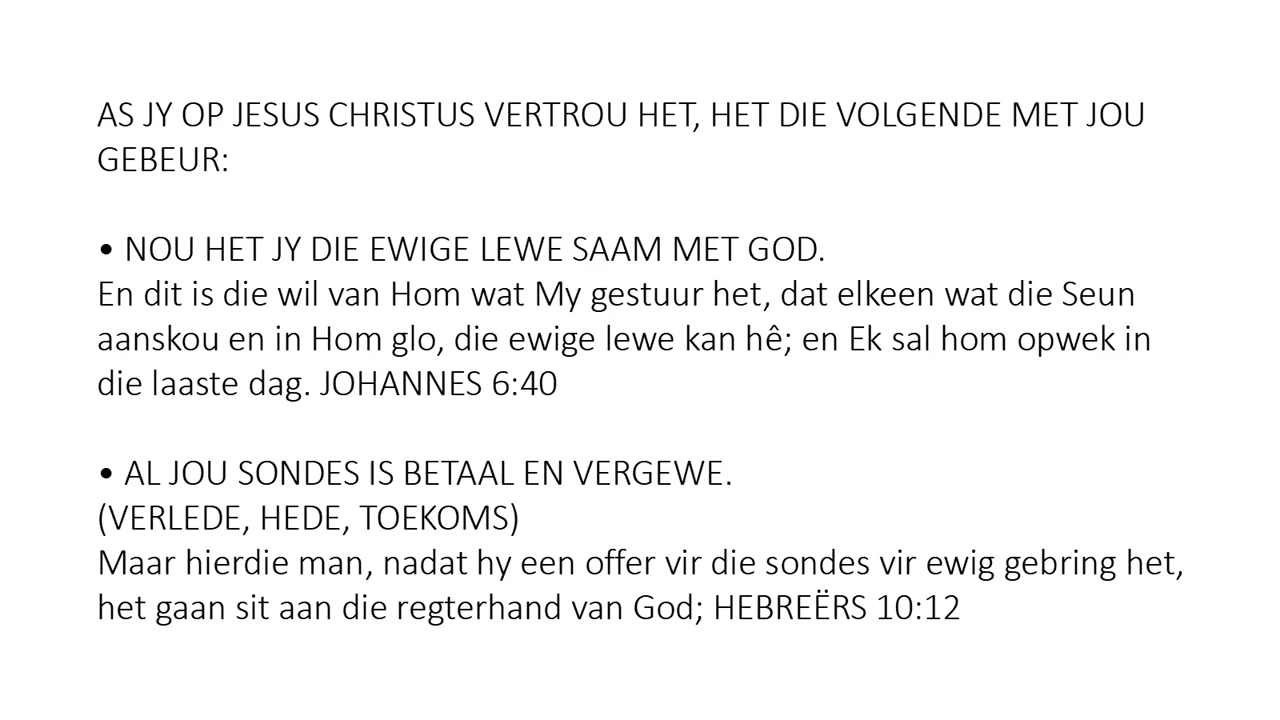 AS JY OP JESUS CHRISTUS VERTROU HET, HET DIE VOLGENDE MET JOU
GEBEUR:
• NOU HET JY DIE EWIGE LEWE SAAM MET GOD.
En dit is die wil van Hom wat My gestuur het, dat elkeen wat die Seun
aanskou en in Hom glo, die ewige lewe kan hê; en Ek sal hom opwek in
die laaste dag. JOHANNES 6:40
• AL JOU SONDES IS BETAAL EN VERGEWE.
(VERLEDE, HEDE, TOEKOMS)
Maar hierdie man, nadat hy een offer vir die sondes vir ewig gebring het,
het gaan sit aan die regterhand van God; HEBREËRS 10:12